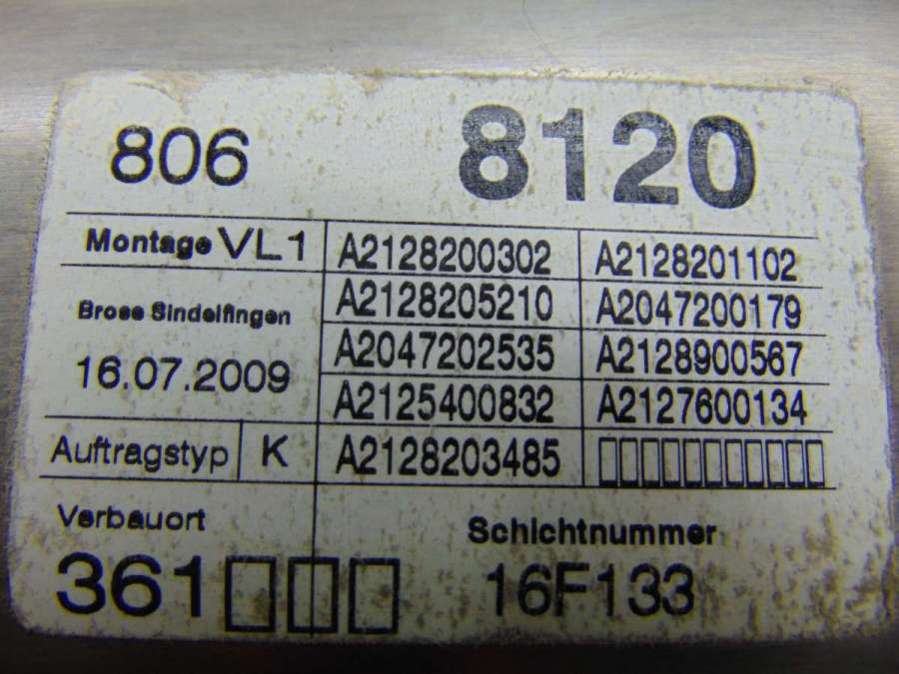 806 8120
Montage VL1 A2128200302 A2128201102
Brose Sindelfingen A2128205210 A2047200179
16.07.2009 A2047202535 A2128900567
A2125400832 A2127600134
Auftragstyp K A2128203485
Verbauort Schichtnummer
361 16F133